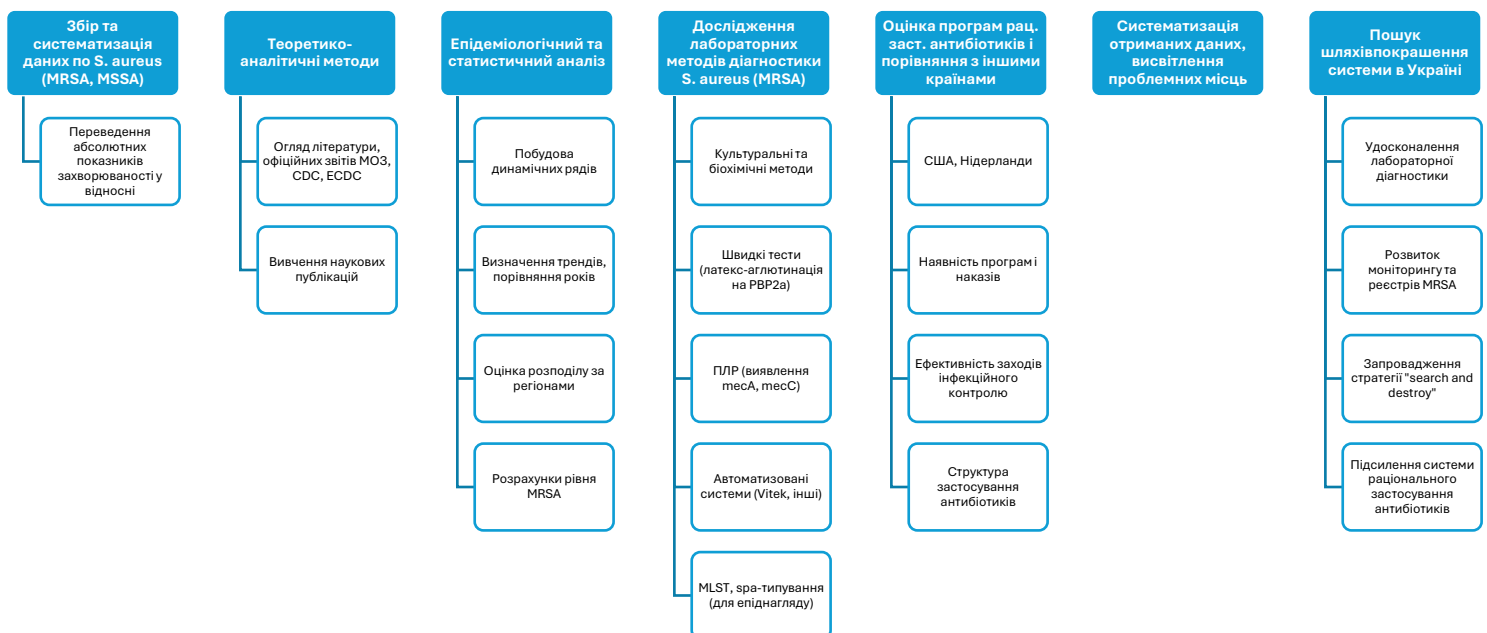 Збір та
систематизація
даних по S. aureus
(MRSA, MSSA)
Переведення
абсолютних
показників
захворюваності у
відносні
Теоретико-
аналітичні методи
Огляд літератури,
офіційних звітів МОЗ,
CDC, ECDC
Вивчення наукових
публікацій
Епідеміологічний та
статистичний аналіз
Побудова
динамічних рядів
Визначення трендів,
порівняння років
Оцінка розподілу за
регіонами
Розрахунки рівня
MRSA
Дослідження
лабораторних
методів діагностики
S. aureus (MRSA)
Культуральні та
біохімічні методи
Швидкі тести
(латекс-аглютинація
на PBP2a)
ПЛР (виявлення
mecA, mecC)
Автоматизовані
системи (Vitek, інші)
MLST, spa-типування
(для епіднагляду)
Оцінка програм рац.
заст. антибіотиків і
порівняння з іншими
країнами
США, Нідерланди
Наявність програм і
наказів
Ефективність заходів
інфекційного
контролю
Структура
застосування
антибіотиків
Систематизація
отриманих даних,
висвітлення
проблемних місць
Пошук
шляхівпокрашення
системи в Україні
Удосконалення
лабораторної
діагностики
Розвиток
моніторингу та
реєстрів MRSA
Запровадження
стратегії "search and
destroy"
Підсилення системи
раціонального
застосування
антибіотиків